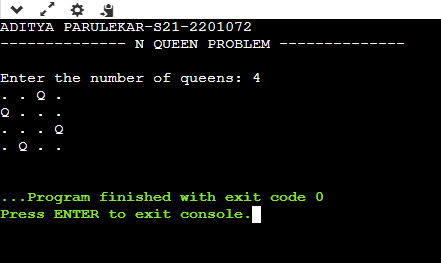 ADITYA PARULEKAR-S21-2201072
-------------- N QUEEN PROBLEM --------------
Enter the number of queens: 4
. . Q .
Q . . .
. . . Q
. Q . .
...Program finished with exit code 0
Press ENTER to exit console.